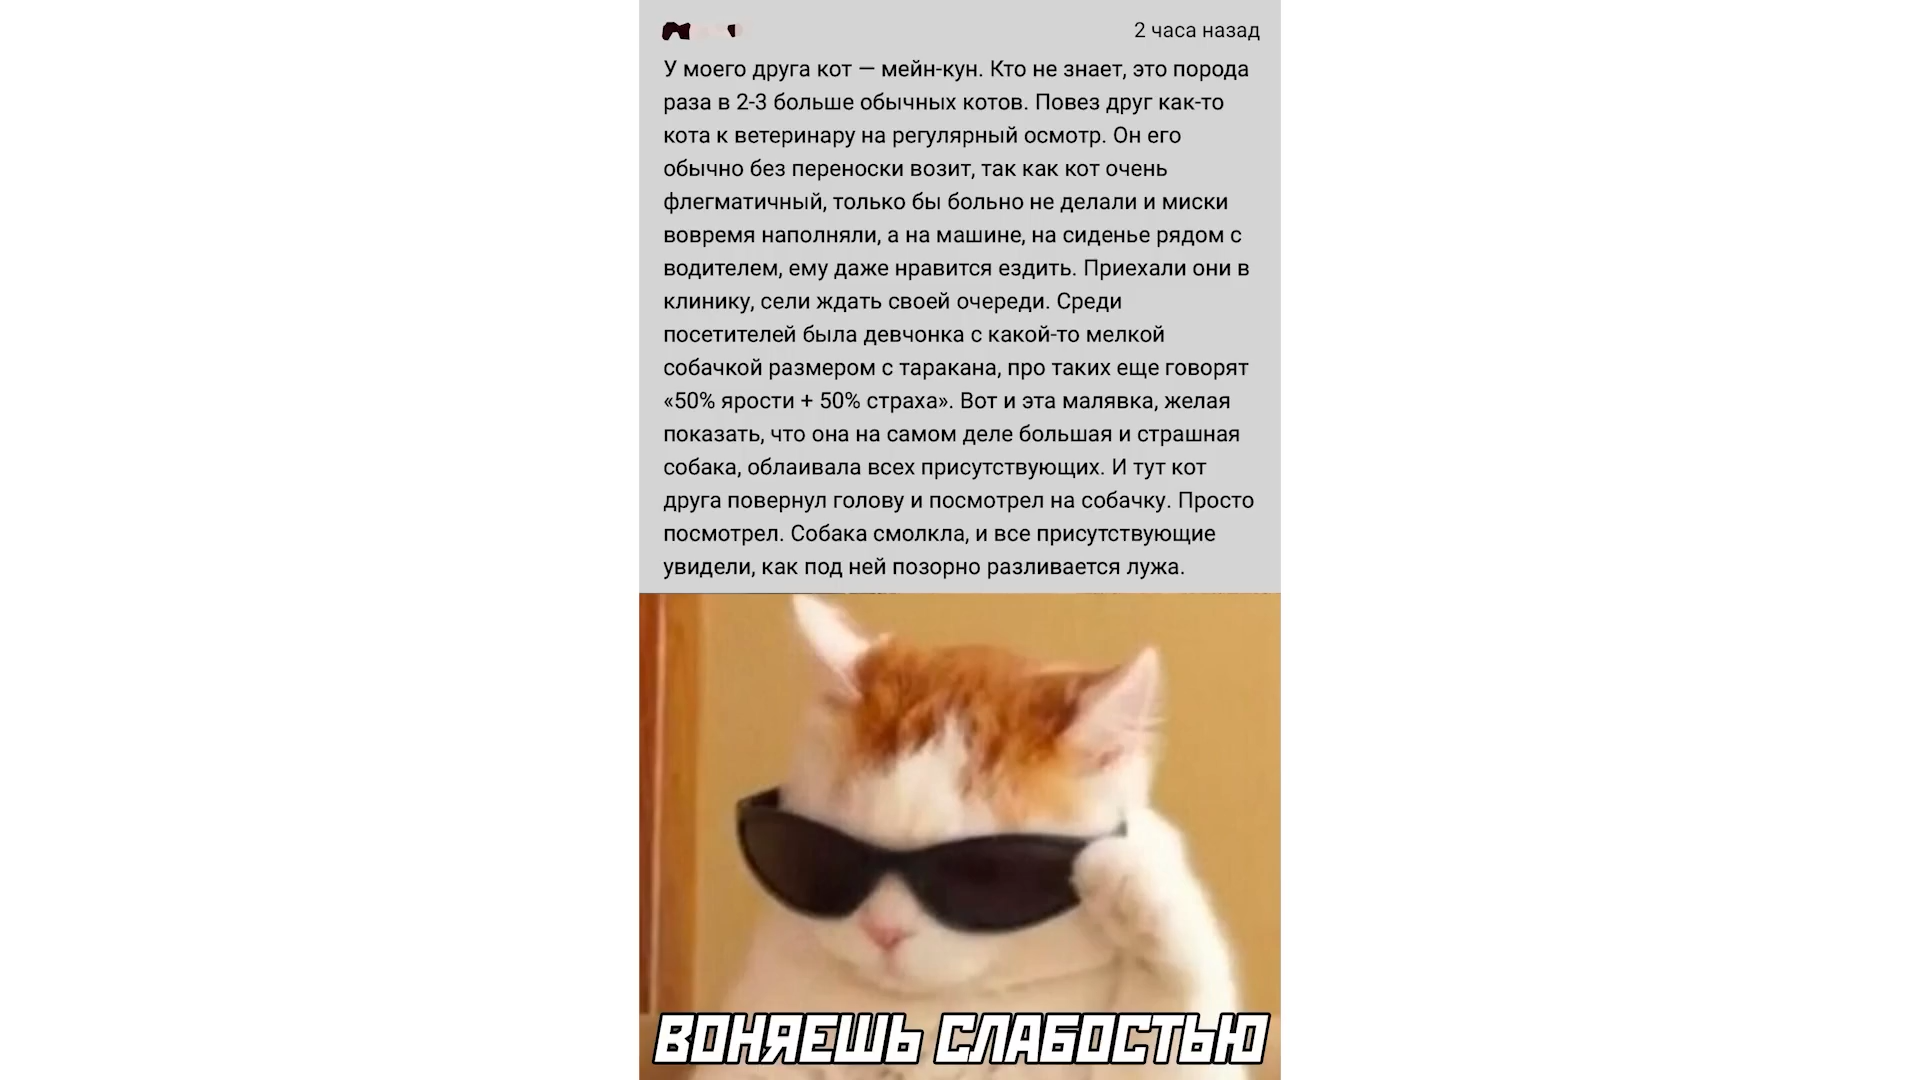 2 часа назад
У моего друга кот — мейн-кун. Кто не знает, это порода
раза в 2-3 больше обычных котов. Повез друг как-то
кота к ветеринару на регулярный осмотр. Он его
обычно без переноски возит, так как кот очень
флегматичный, только бы больно не делали и миски
вовремя наполняли, а на машине, на сиденье рядом с
водителем, ему даже нравится ездить. Приехали они в
клинику, сели ждать своей очереди. Среди
посетителей была девчонка с какой-то мелкой
собачкой размером с таракана, про таких еще говорят
«50% ярости + 50% страха». Вот и эта малявка, желая
показать, что она на самом деле большая и страшная
собака, облаивала всех присутствующих. И тут кот
друга повернул голову и посмотрел на собачку. Просто
посмотрел. Собака смолкла, и все присутствующие
увидели, как под ней позорно разливается лужа.
ВОНЯЕШЬ СЛАБОСТЬЮ